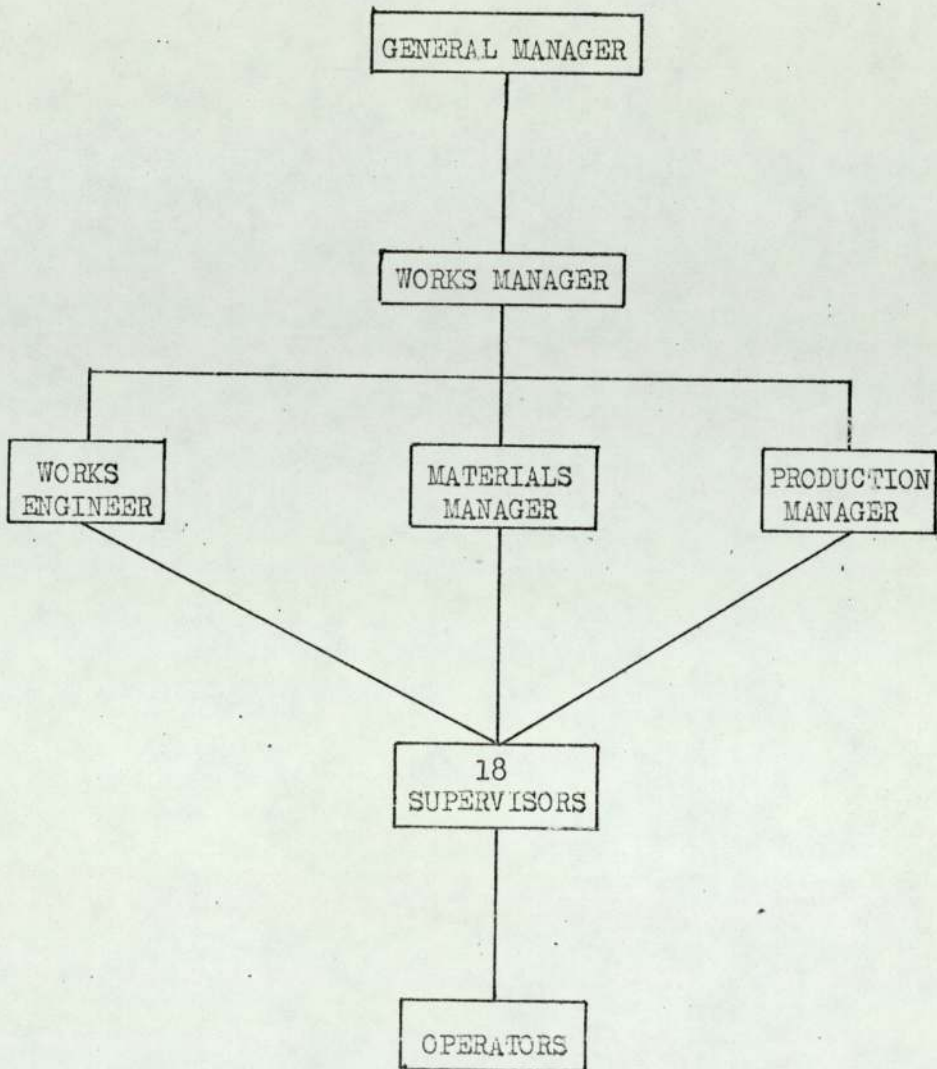 GENERAL MANAGER
WORKS MANAGER
WORKS
ENGINEER
MATERIALS
MANAGER
PRODUCTION
MANAGER
18
SUPERVISORS
OPERATORS